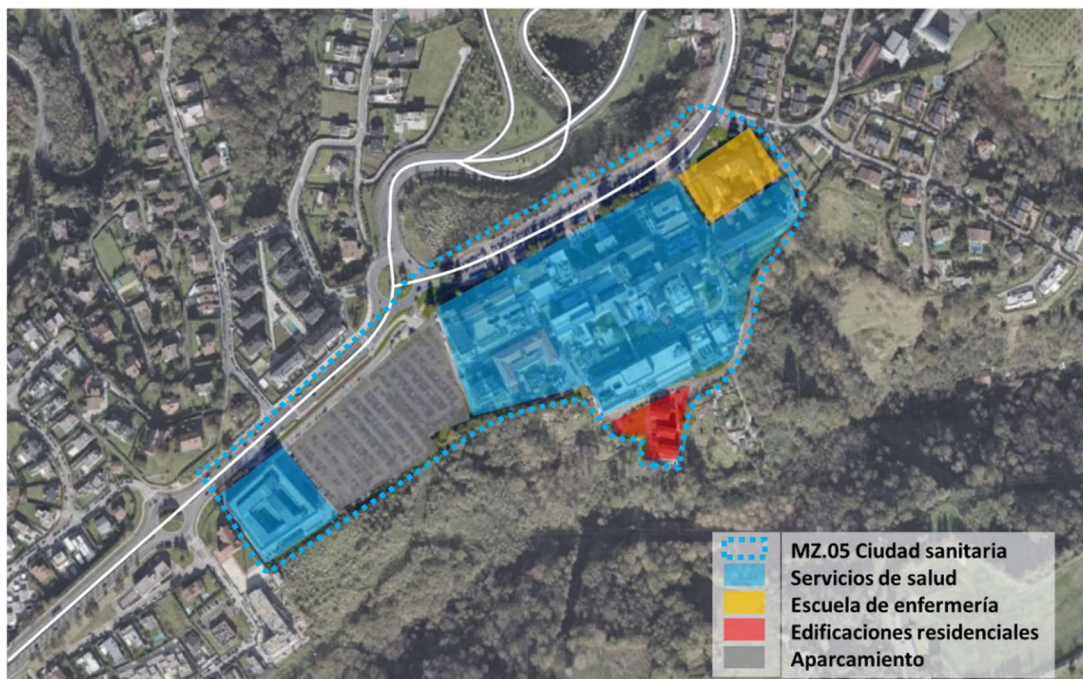 MZ.05 Ciudad sanitaria
Servicios de salud
Escuela de enfermería
Edificaciones residenciales
Aparcamiento